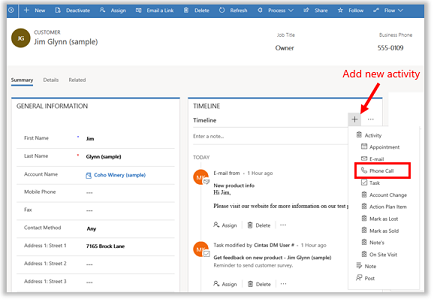 New
Deactivate
Assign
Email a Link
Delete
Refresh
Process
Share
Follow
Flow
JG
CUSTOMER
Jim Glynn (sample)
Job Title
Owner
Business Phone
555-0109
Summary
Details
Related
Add new activity
GENERAL INFORMATION
First Name * Jim
Last Name * Glynn (sample)
Account Name Coho Winery (sample)
Mobile Phone ---
Fax ---
Contact Method Any
Address 1: Street 1 7165 Brock Lane
Address 1: Street 2 ---
Address 1: Street 3 ---
TIMELINE
Timeline
Enter a note...
TODAY
E-mail from - 1 Hour ago
New product info
Hi Jim,
Please visit our website for more information on our test
Assign Delete ...
Task modified by Cintas DM User # - 1 Hour Ago
Get feedback on new product - Jim Glynn (Sample)
Reminder to send customer survey.
Assign Delete ...
Activity
Appointment
E-mail
Phone Call
Task
Account Change
Action Plan Item
Mark as Lost
Mark as Sold
Note's
On Site Visit
Note
Post